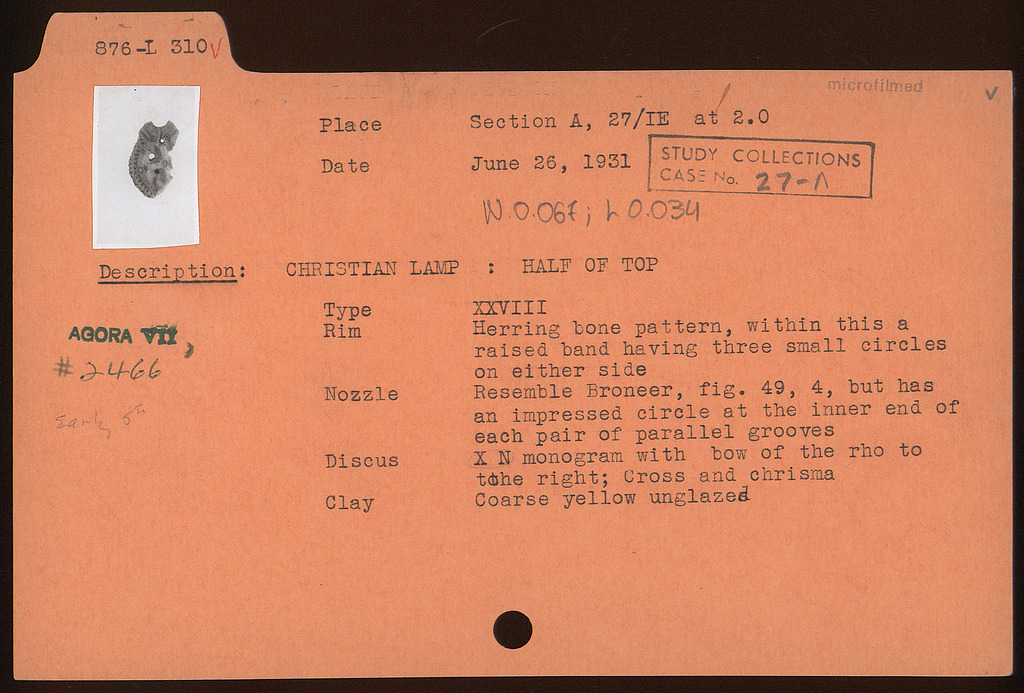 876-L 310 ✓
microfilmed
✓
Place Section A, 27/IE at 2.0
Date June 26, 1931
STUDY COLLECTIONS
CASE No. 27-A
W 0.067; L 0.034
Description: CHRISTIAN LAMP : HALF OF TOP
Type XXVIII
Rim Herring bone pattern, within this a
raised band having three small circles
on either side
AGORA VII,
#2466
Early 5th
Nozzle Resemble Broneer, fig. 49, 4, but has
an impressed circle at the inner end of
each pair of parallel grooves
Discus X N monogram with bow of the rho to
tthe right; Cross and chrisma
Clay Coarse yellow unglazed